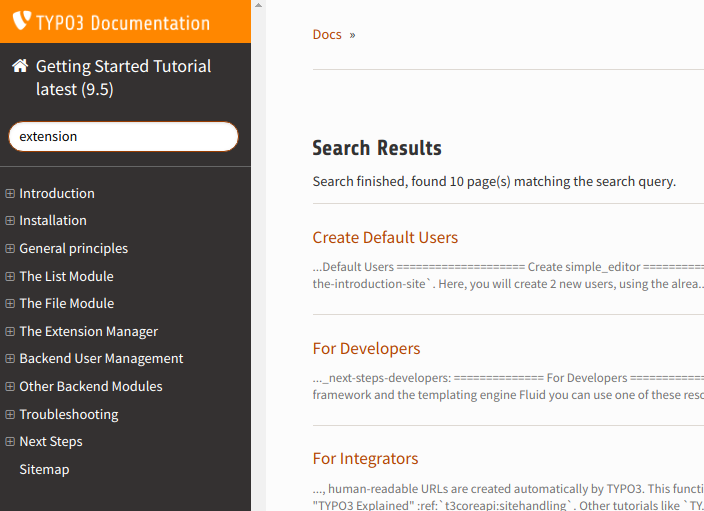 TYPO3 Documentation
Getting Started Tutorial
latest (9.5)
extension
Introduction
Installation
General principles
The List Module
The File Module
The Extension Manager
Backend User Management
Other Backend Modules
Troubleshooting
Next Steps
Sitemap
Docs »
Search Results
Search finished, found 10 page(s) matching the search query.
Create Default Users
...Default Users ==================== Create simple_editor ==========
the-introduction-site`. Here, you will create 2 new users, using the alrea..
For Developers
..._next-steps-developers: ============== For Developers ============
framework and the templating engine Fluid you can use one of these reso
For Integrators
..., human-readable URLs are created automatically by TYPO3. This functi
"TYPO3 Explained" :ref:`t3coreapi:sitehandling`. Other tutorials like `TY